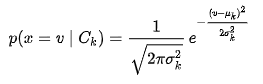 p(x = v | C_k) = \frac{1}{\sqrt{2\pi\sigma_k^2}} e^{-\frac{(v-\mu_k)^2}{2\sigma_k^2}}